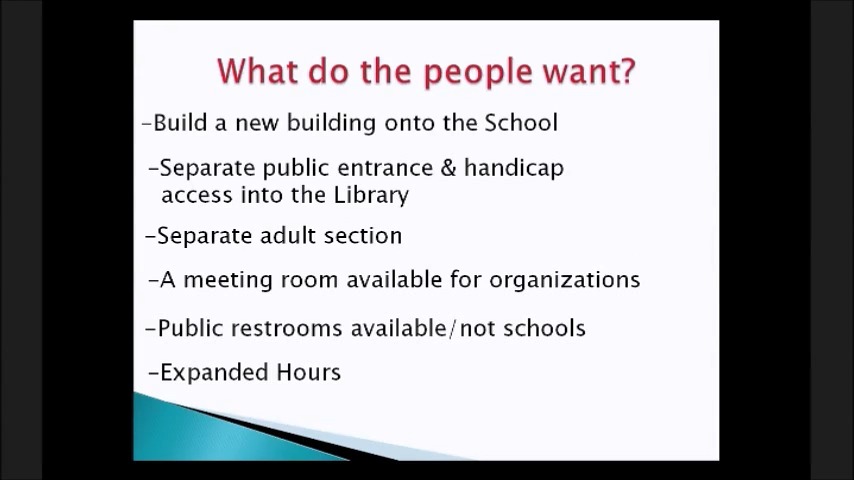 What do the people want?
-Build a new building onto the School
-Separate public entrance & handicap
access into the Library
-Separate adult section
-A meeting room available for organizations
-Public restrooms available/not schools
-Expanded Hours